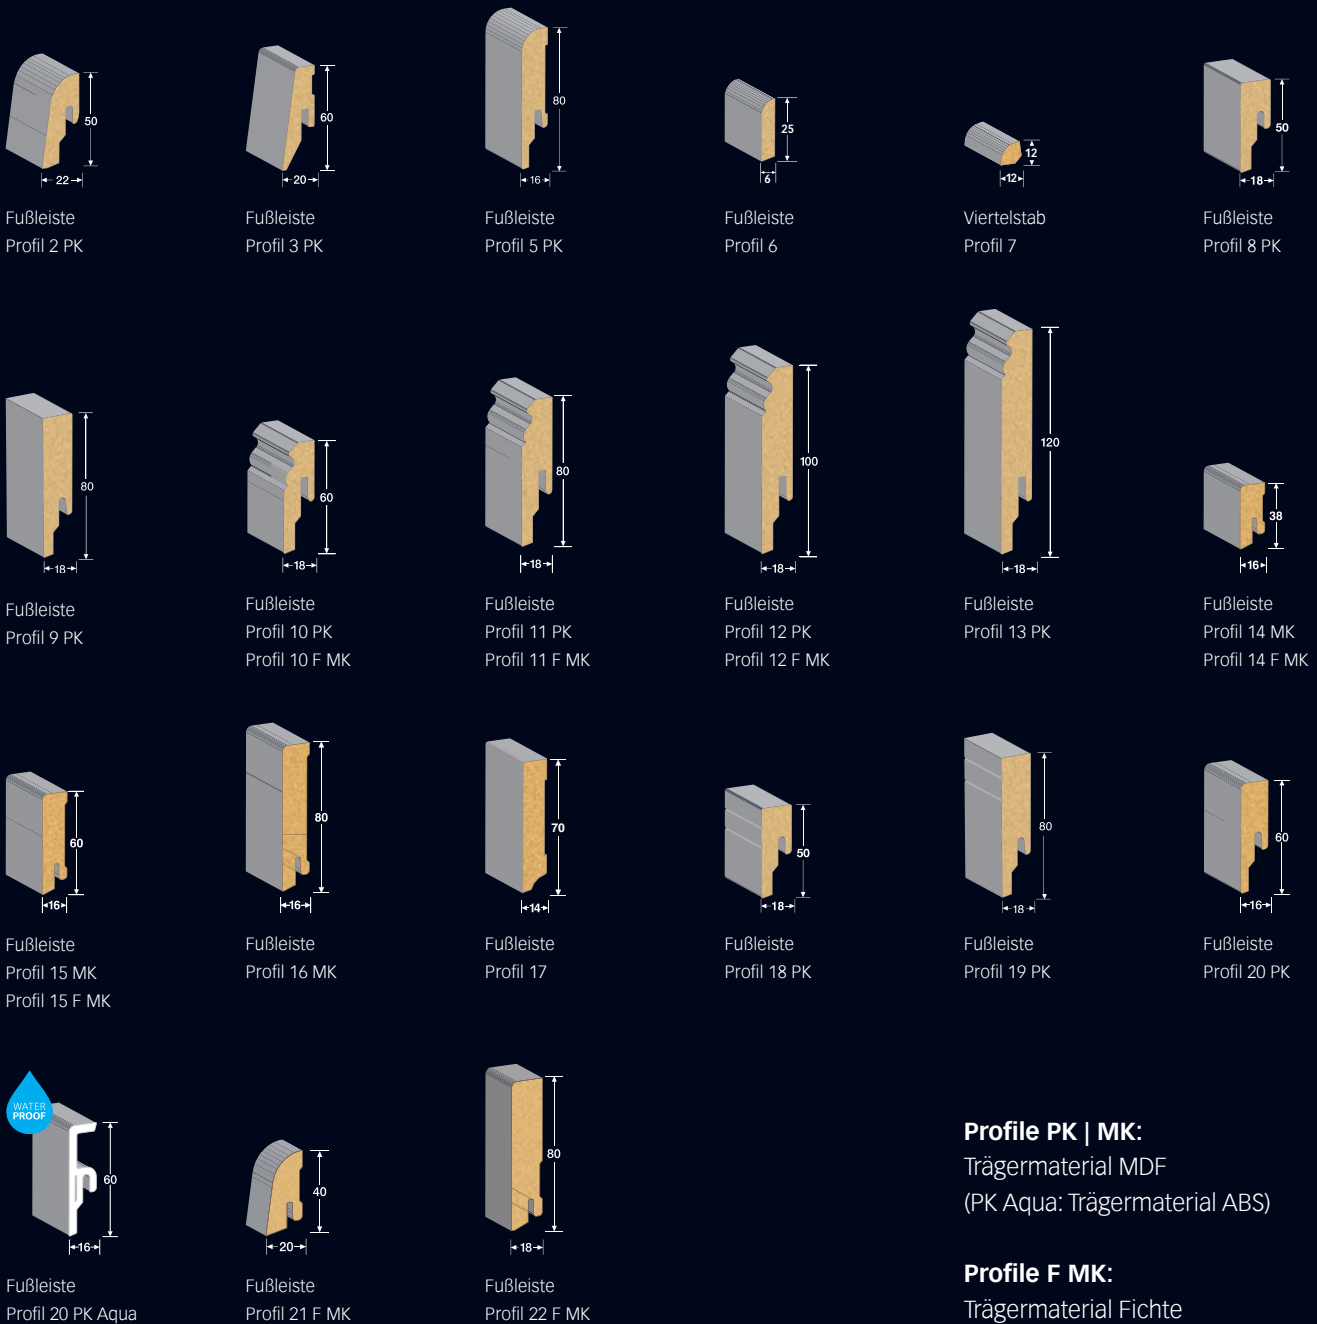 50
22
Fußleiste
Profil 2 PK
60
20
Fußleiste
Profil 3 PK
80
16
Fußleiste
Profil 5 PK
25
6
Fußleiste
Profil 6
12
12
Viertelstab
Profil 7
50
18
Fußleiste
Profil 8 PK
80
18
Fußleiste
Profil 9 PK
60
18
Fußleiste
Profil 10 PK
Profil 10 F MK
80
18
Fußleiste
Profil 11 PK
Profil 11 F MK
100
18
Fußleiste
Profil 12 PK
Profil 12 F MK
120
18
Fußleiste
Profil 13 PK
38
16
Fußleiste
Profil 14 MK
Profil 14 F MK
60
16
Fußleiste
Profil 15 MK
Profil 15 F MK
80
16
Fußleiste
Profil 16 MK
70
14
Fußleiste
Profil 17
50
18
Fußleiste
Profil 18 PK
80
18
Fußleiste
Profil 19 PK
60
16
Fußleiste
Profil 20 PK
WATER
PROOF
60
16
Fußleiste
Profil 20 PK Aqua
40
20
Fußleiste
Profil 21 F MK
80
18
Fußleiste
Profil 22 F MK
Profile PK | MK:
Trägermaterial MDF
(PK Aqua: Trägermaterial ABS)
Profile F MK:
Trägermaterial Fichte